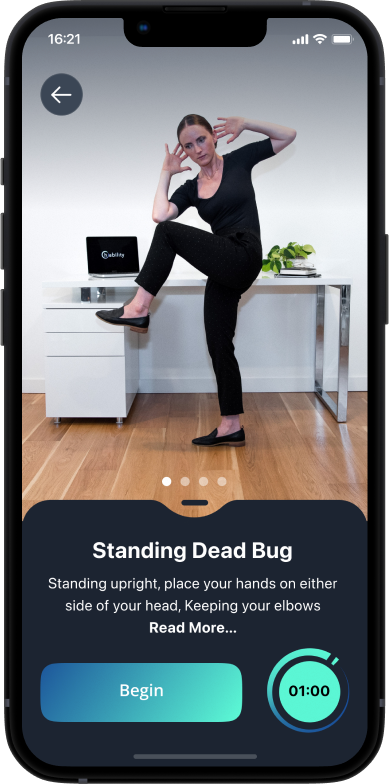 16:21
hability
Standing Dead Bug
Standing upright, place your hands on either
side of your head, Keeping your elbows
Read More...
Begin
01:00